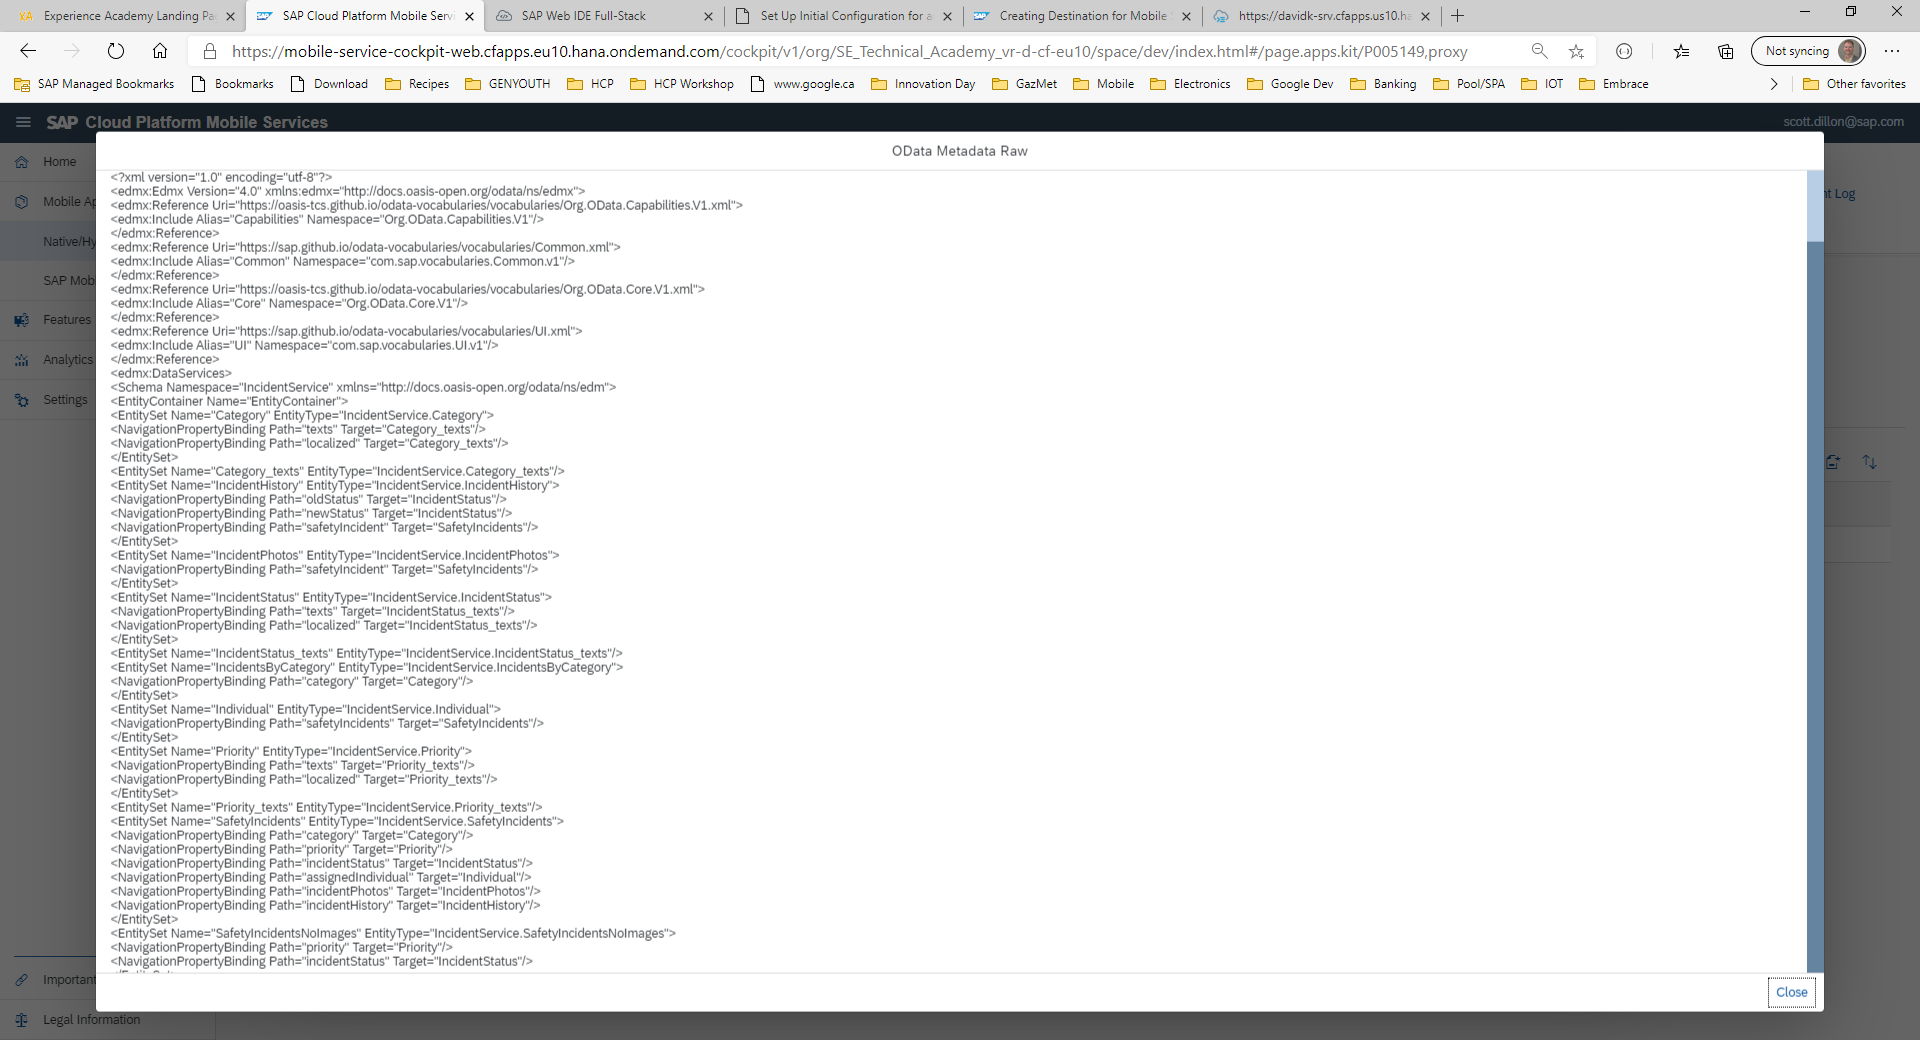 Experience Academy Landing Pa
SAP Cloud Platform Mobile Servi
SAP Web IDE Full-Stack
Set Up Initial Configuration for a
Creating Destination for Mobile
https://davidk-srv.cfapps.us10.ha
https://mobile-service-cockpit-web.cfapps.eu10.hana.ondemand.com/cockpit/v1/org/SE_Technical_Academy_vr-d-cf-eu10/space/dev/index.html#/page.apps.kit/P005149,proxy
Not syncing
SAP Managed Bookmarks
Bookmarks
Download
Recipes
GENYOUTH
HCP
HCP Workshop
www.google.ca
Innovation Day
GazMet
Mobile
Electronics
Google Dev
Banking
Pool/SPA
IOT
Embrace
Other favorites
SAP Cloud Platform Mobile Services
scott.dillon@sap.com
Home
Mobile Ap
Native/Hy
SAP Mobi
Features
Analytics
Settings
Important
Legal Information
nt Log
OData Metadata Raw
<?xml version="1.0" encoding="utf-8"?>
<edmx:Edmx Version="4.0" xmlns:edmx="http://docs.oasis-open.org/odata/ns/edmx">
<edmx:Reference Uri="https://oasis-tcs.github.io/odata-vocabularies/vocabularies/Org.OData.Capabilities.V1.xml">
<edmx:Include Alias="Capabilities" Namespace="Org.OData.Capabilities.V1"/>
</edmx:Reference>
<edmx:Reference Uri="https://sap.github.io/odata-vocabularies/vocabularies/Common.xml">
<edmx:Include Alias="Common" Namespace="com.sap.vocabularies.Common.v1"/>
</edmx:Reference>
<edmx:Reference Uri="https://oasis-tcs.github.io/odata-vocabularies/vocabularies/Org.OData.Core.V1.xml">
<edmx:Include Alias="Core" Namespace="Org.OData.Core.V1"/>
</edmx:Reference>
<edmx:Reference Uri="https://sap.github.io/odata-vocabularies/vocabularies/UI.xml">
<edmx:Include Alias="UI" Namespace="com.sap.vocabularies.UI.v1"/>
</edmx:Reference>
<edmx:DataServices>
<Schema Namespace="IncidentService" xmlns="http://docs.oasis-open.org/odata/ns/edm">
<EntityContainer Name="EntityContainer">
<EntitySet Name="Category" EntityType="IncidentService.Category">
<NavigationPropertyBinding Path="texts" Target="Category_texts"/>
<NavigationPropertyBinding Path="localized" Target="Category_texts"/>
</EntitySet>
<EntitySet Name="Category_texts" EntityType="IncidentService.Category_texts"/>
<EntitySet Name="IncidentHistory" EntityType="IncidentService.IncidentHistory">
<NavigationPropertyBinding Path="oldStatus" Target="IncidentStatus"/>
<NavigationPropertyBinding Path="newStatus" Target="IncidentStatus"/>
<NavigationPropertyBinding Path="safetyIncident" Target="SafetyIncidents"/>
</EntitySet>
<EntitySet Name="IncidentPhotos" EntityType="IncidentService.IncidentPhotos">
<NavigationPropertyBinding Path="safetyIncident" Target="SafetyIncidents"/>
</EntitySet>
<EntitySet Name="IncidentStatus" EntityType="IncidentService.IncidentStatus">
<NavigationPropertyBinding Path="texts" Target="IncidentStatus_texts"/>
<NavigationPropertyBinding Path="localized" Target="IncidentStatus_texts"/>
</EntitySet>
<EntitySet Name="IncidentStatus_texts" EntityType="IncidentService.IncidentStatus_texts"/>
<EntitySet Name="IncidentsByCategory" EntityType="IncidentService.IncidentsByCategory">
<NavigationPropertyBinding Path="category" Target="Category"/>
</EntitySet>
<EntitySet Name="Individual" EntityType="IncidentService.Individual">
<NavigationPropertyBinding Path="safetyIncidents" Target="SafetyIncidents"/>
</EntitySet>
<EntitySet Name="Priority" EntityType="IncidentService.Priority">
<NavigationPropertyBinding Path="texts" Target="Priority_texts"/>
<NavigationPropertyBinding Path="localized" Target="Priority_texts"/>
</EntitySet>
<EntitySet Name="Priority_texts" EntityType="IncidentService.Priority_texts"/>
<EntitySet Name="SafetyIncidents" EntityType="IncidentService.SafetyIncidents">
<NavigationPropertyBinding Path="category" Target="Category"/>
<NavigationPropertyBinding Path="priority" Target="Priority"/>
<NavigationPropertyBinding Path="incidentStatus" Target="IncidentStatus"/>
<NavigationPropertyBinding Path="assignedIndividual" Target="Individual"/>
<NavigationPropertyBinding Path="incidentPhotos" Target="IncidentPhotos"/>
<NavigationPropertyBinding Path="incidentHistory" Target="IncidentHistory"/>
</EntitySet>
<EntitySet Name="SafetyIncidentsNoImages" EntityType="IncidentService.SafetyIncidentsNoImages">
<NavigationPropertyBinding Path="priority" Target="Priority"/>
<NavigationPropertyBinding Path="incidentStatus" Target="IncidentStatus"/>
Close